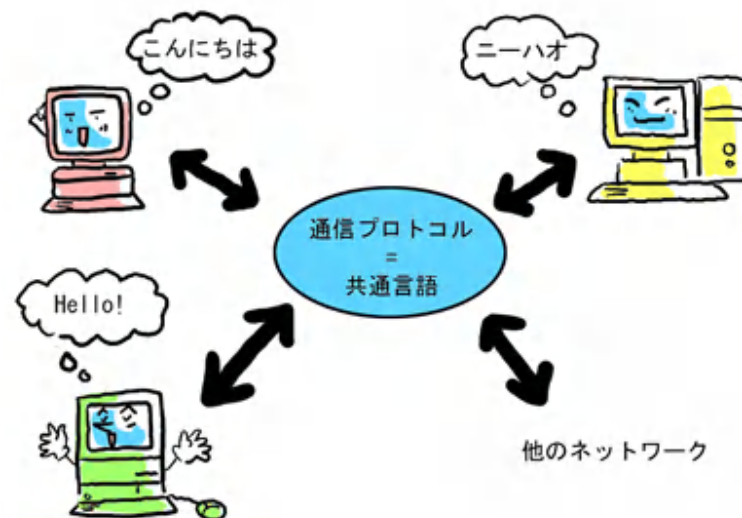 こんにちは
ニーハオ
通信プロトコル
=
共通言語
Hello!
他のネットワーク